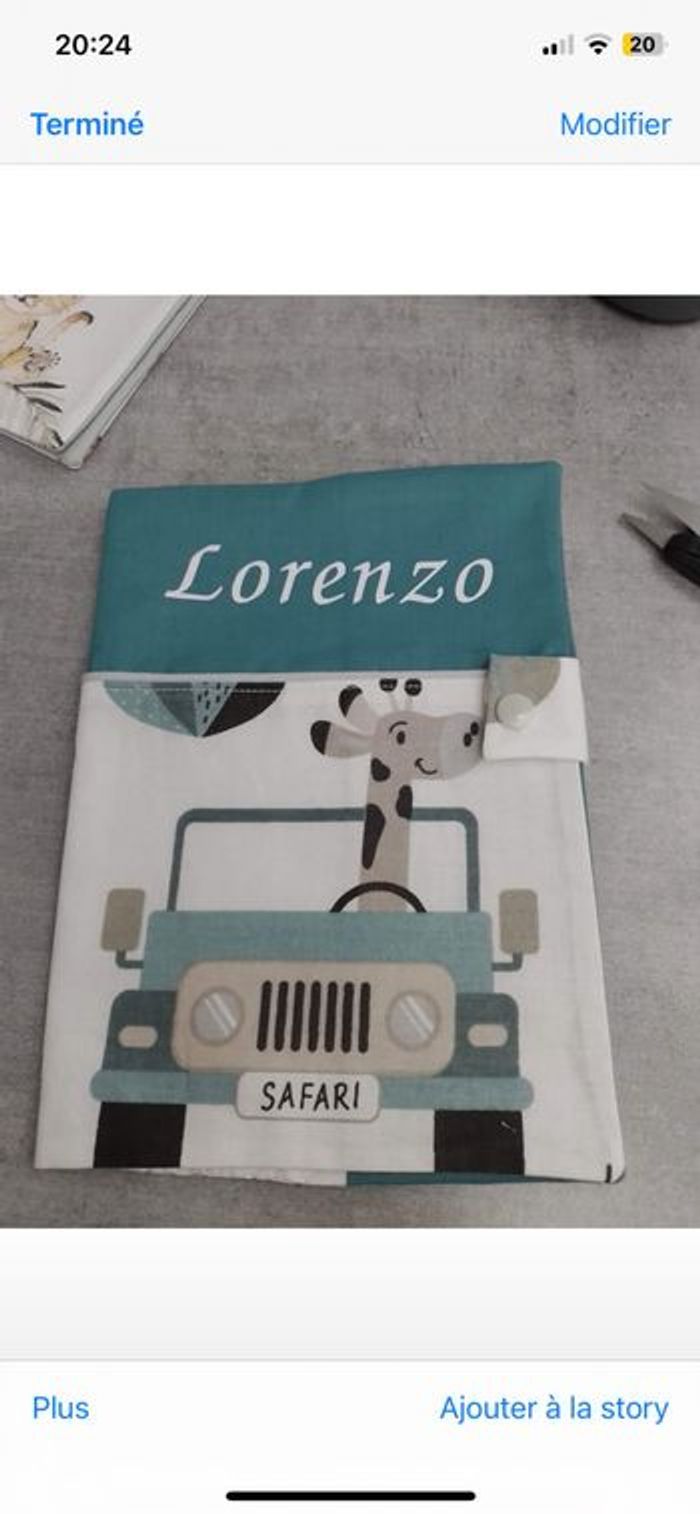 20:24
20
Terminé
Modifier
Lorenzo
SAFARI
Plus
Ajouter à la story